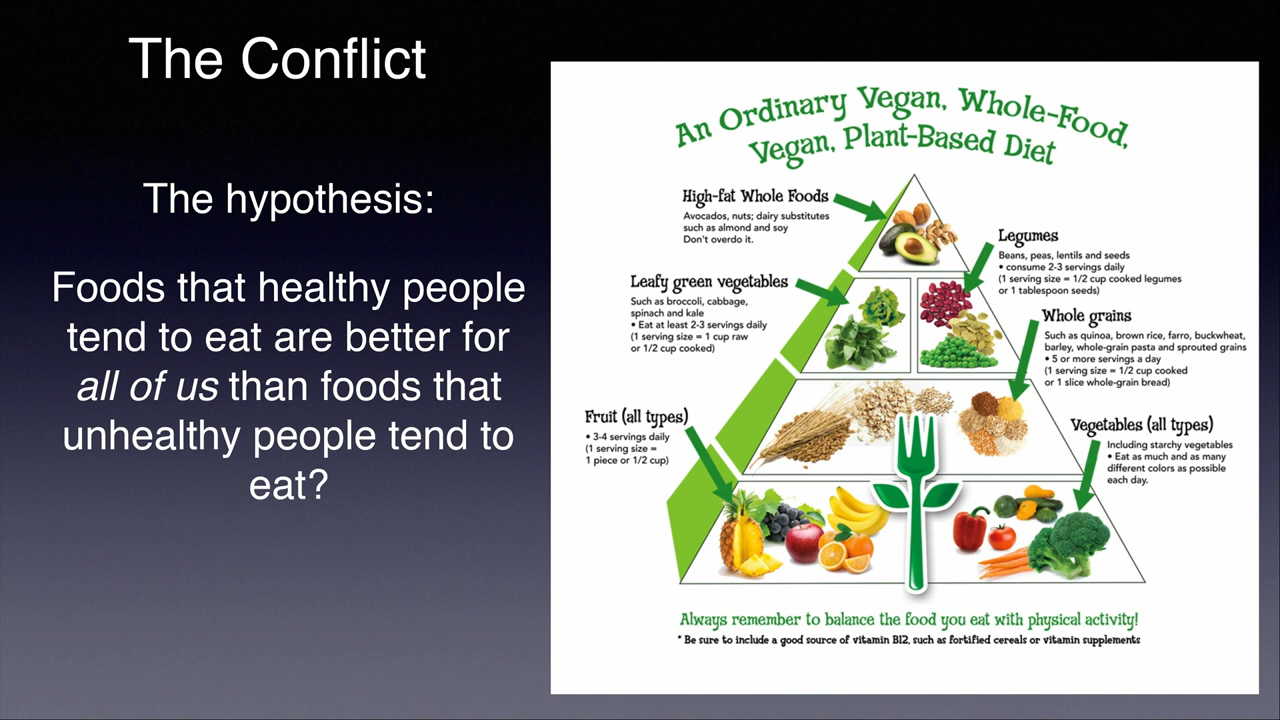 The Conflict
The hypothesis:
Foods that healthy people
tend to eat are better for
all of us than foods that
unhealthy people tend to
eat?
An Ordinary Vegan, Whole-Food,
Vegan, Plant-Based Diet
High-fat Whole Foods
Avocados, nuts; dairy substitutes
such as almond and soy
Don't overdo it.
Legumes
Beans, peas, lentils and seeds
• consume 2-3 servings daily
(1 serving size = 1/2 cup cooked legumes
or 1 tablespoon seeds)
Leafy green vegetables
Such as broccoli, cabbage,
spinach and kale
• Eat at least 2-3 servings daily
(1 serving size = 1 cup raw
or 1/2 cup cooked)
Whole grains
Such as quinoa, brown rice, farro, buckwheat,
barley, whole-grain pasta and sprouted grains
• 5 or more servings a day
(1 serving size = 1/2 cup cooked
or 1 slice whole-grain bread)
Fruit (all types)
• 3-4 servings daily
(1 serving size =
1 piece or 1/2 cup)
Vegetables (all types)
Including starchy vegetables
• Eat as much and as many
different colors as possible
each day.
Always remember to balance the food you eat with physical activity!
* Be sure to include a good source of vitamin B12, such as fortified cereals or vitamin supplements